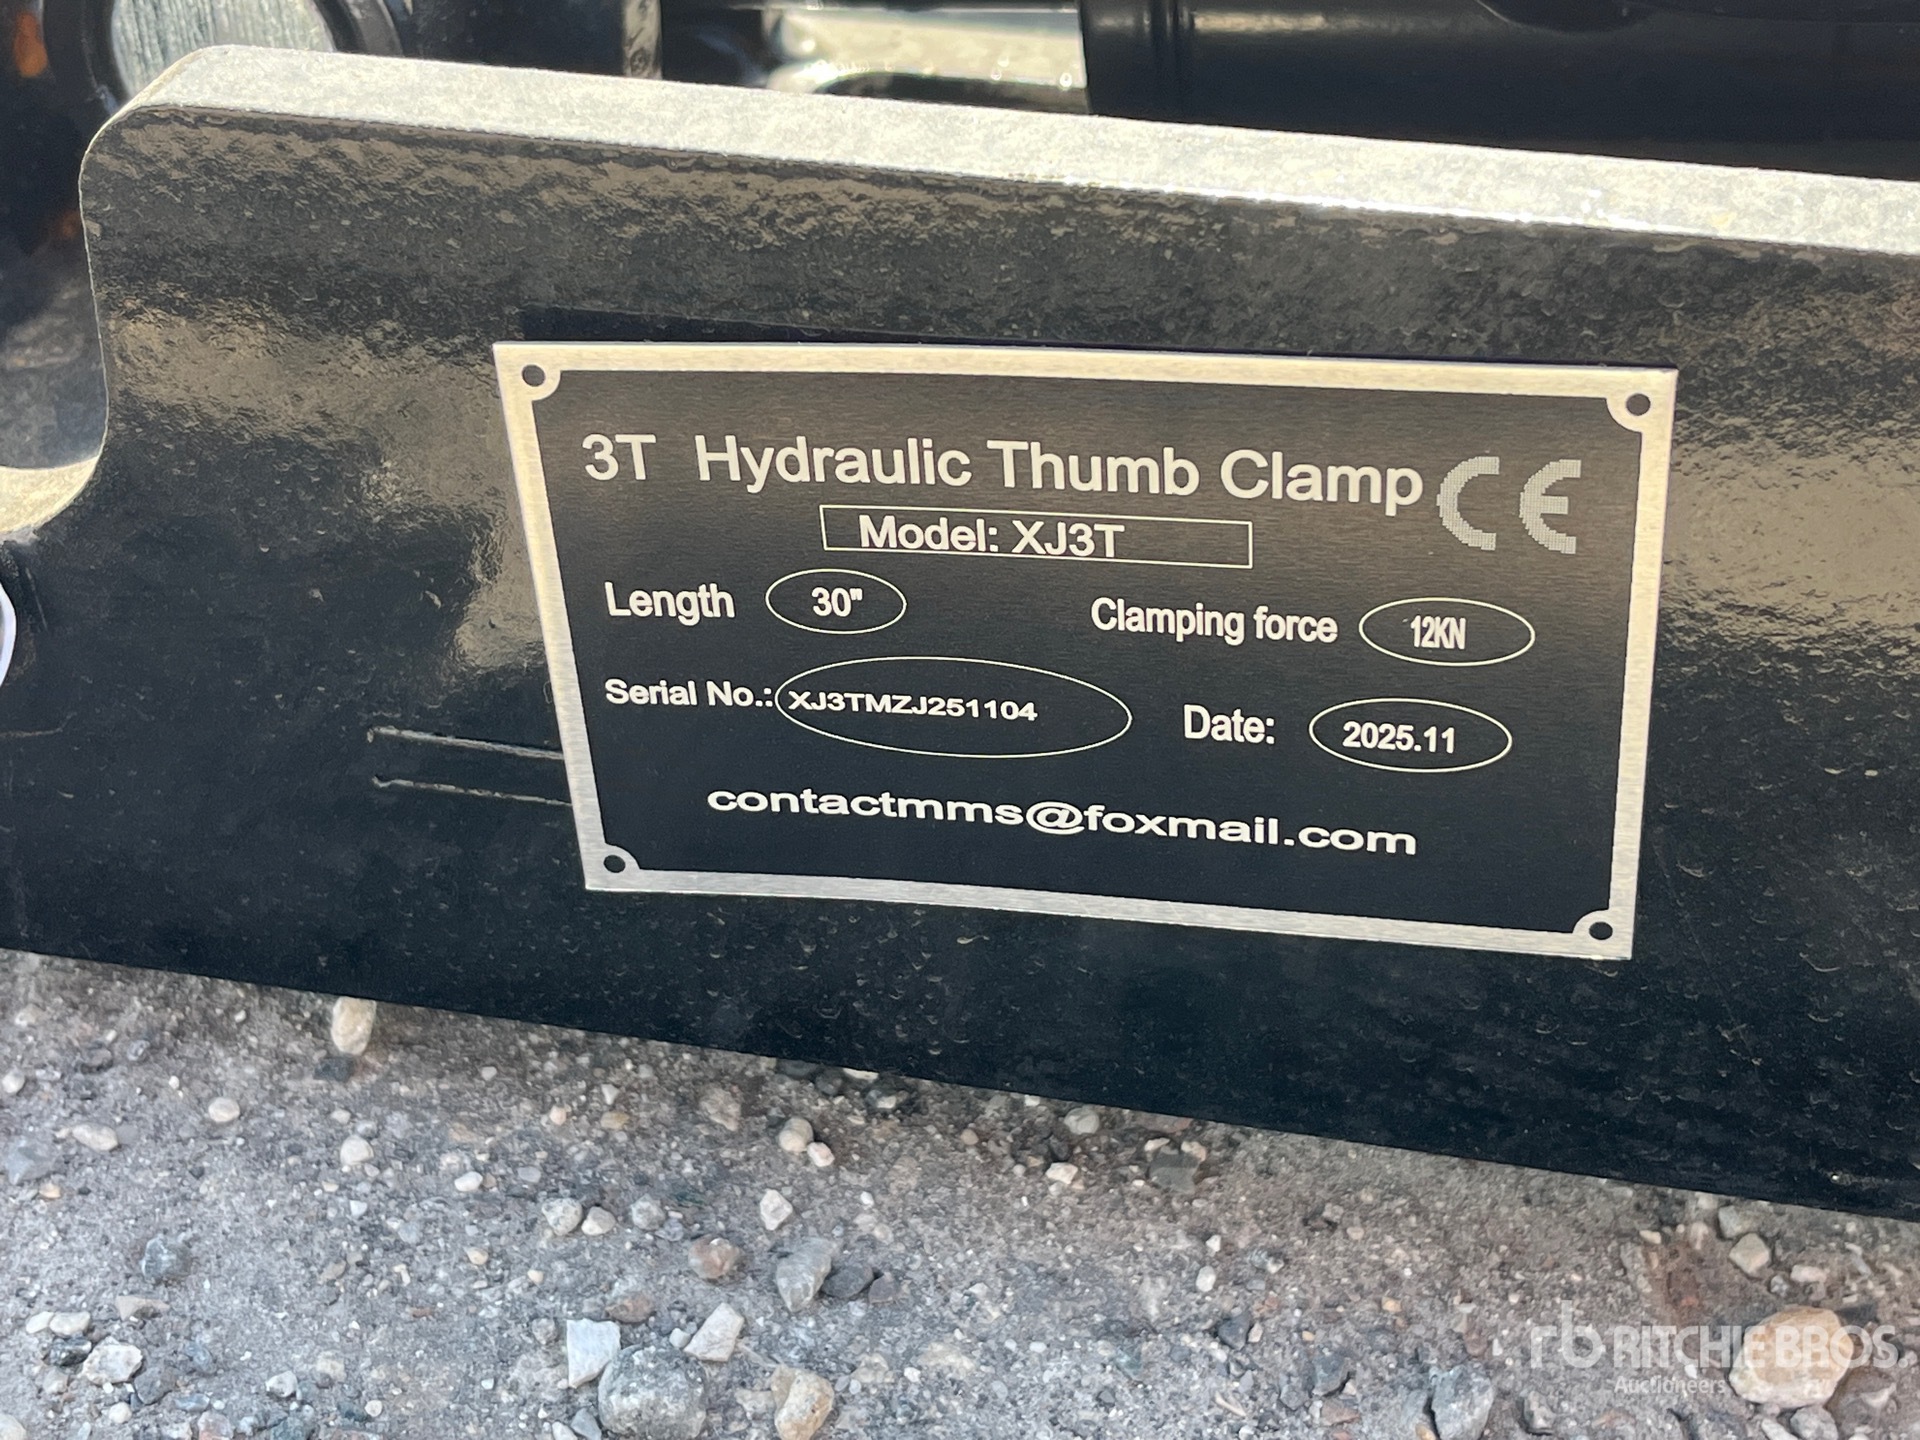 3T Hydraulic Thumb Clamp CE
Model: XJ3T
Length 30" Clamping force 12KN
Serial No.: XJ3TMZJ251104 Date: 2025.11
contactmms@foxmail.com
rb RITCHIE BROS.
Auctioneers